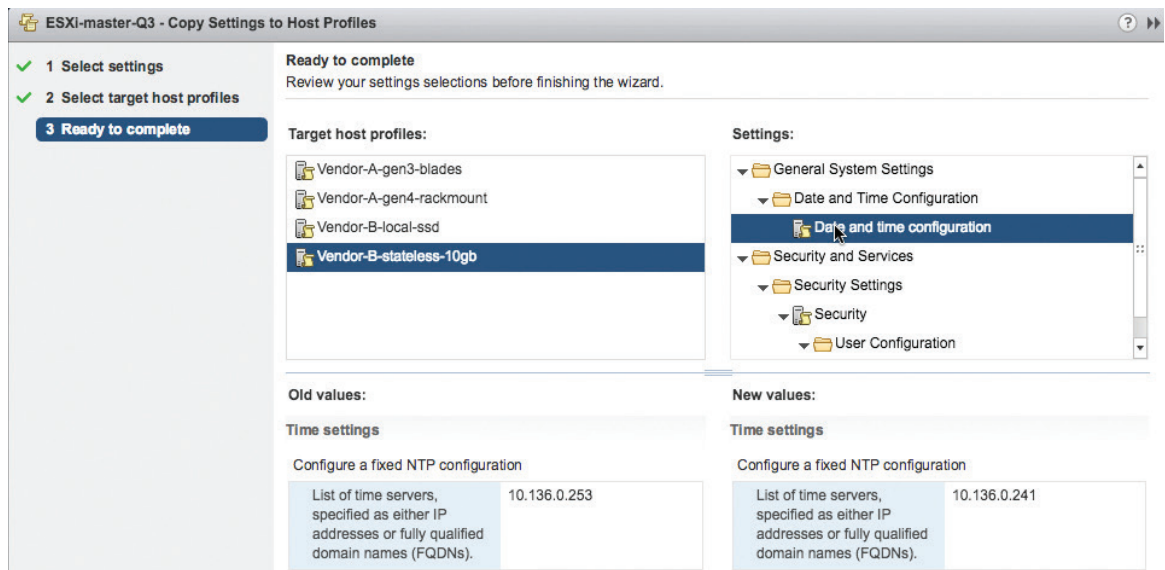 ESXi-master-Q3 - Copy Settings to Host Profiles
?
1 Select settings
2 Select target host profiles
3 Ready to complete
Ready to complete
Review your settings selections before finishing the wizard.
Target host profiles:
Vendor-A-gen3-blades
Vendor-A-gen4-rackmount
Vendor-B-local-ssd
Vendor-B-stateless-10gb
Settings:
General System Settings
Date and Time Configuration
Date and time configuration
Security and Services
Security Settings
Security
User Configuration
Old values:
Time settings
Configure a fixed NTP configuration
List of time servers,
specified as either IP
addresses or fully qualified
domain names (FQDNs).
10.136.0.253
New values:
Time settings
Configure a fixed NTP configuration
List of time servers,
specified as either IP
addresses or fully qualified
domain names (FQDNs).
10.136.0.241